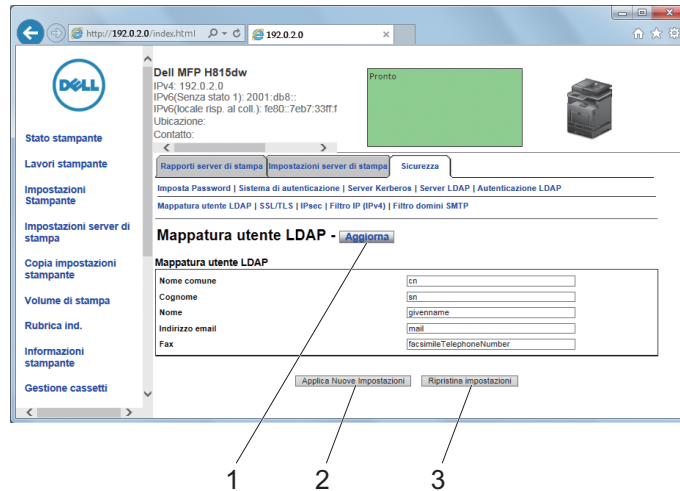 http://192.0.2.0/index.html
192.0.2.0
DELL
Dell MFP H815dw
IPv4: 192.0.2.0
IPv6(Senza stato 1): 2001:db8::
IPv6(locale risp. al coll.): fe80::7eb7:33ff:f
Ubicazione:
Contatto:
Pronto
Stato stampante
Lavori stampante
Impostazioni
Stampante
Impostazioni server di
stampa
Copia impostazioni
stampante
Volume di stampa
Rubrica ind.
Informazioni
stampante
Gestione cassetti
Rapporti server di stampa
Impostazioni server di stampa
Sicurezza
Imposta Password | Sistema di autenticazione | Server Kerberos | Server LDAP | Autenticazione LDAP
Mappatura utente LDAP | SSL/TLS | IPsec | Filtro IP (IPv4) | Filtro domini SMTP
Mappatura utente LDAP - Aggiorna
Mappatura utente LDAP
Nome comune cn
Cognome sn
Nome givenname
Indirizzo email mail
Fax facsimileTelephoneNumber
Applica Nuove Impostazioni Ripristina impostazioni
1 2 3